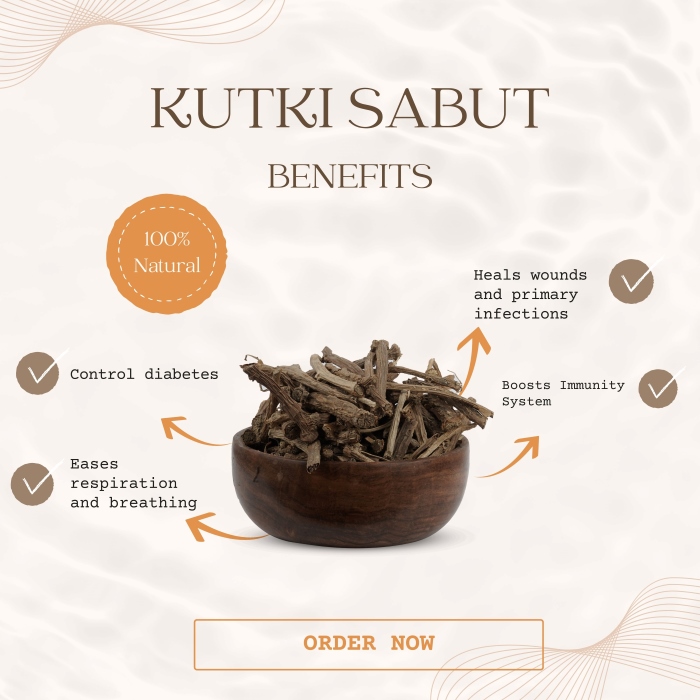 KUTKI SABUT
BENEFITS
100%
Natural
Heals wounds
and primary
infections
Control diabetes
Boosts Immunity
System
Eases
respiration
and breathing
ORDER NOW